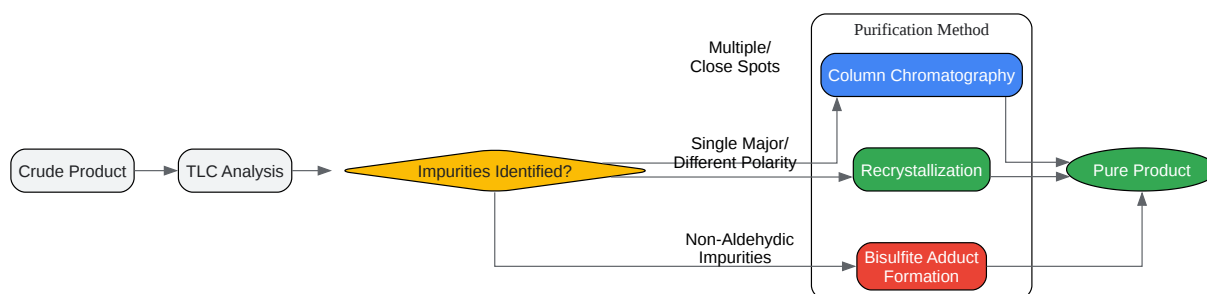 Purification Method
Multiple/
Close Spots
Column Chromatography
Single Major/
Different Polarity
Crude Product
TLC Analysis
Impurities Identified?
Recrystallization
Pure Product
Non-Aldehydic
Impurities
Bisulfite Adduct
Formation